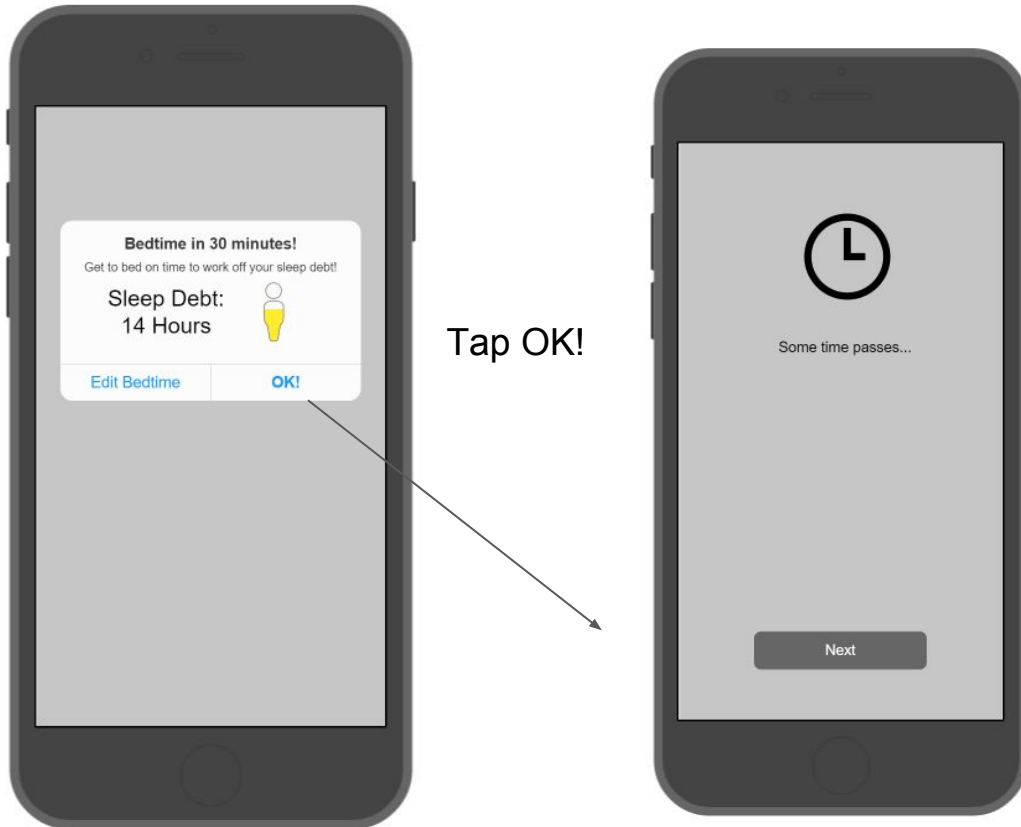 Bedtime in 30 minutes!
Get to bed on time to work off your sleep debt!
Sleep Debt:
14 Hours
Edit Bedtime
OK!
Tap OK!
Some time passes...
Next